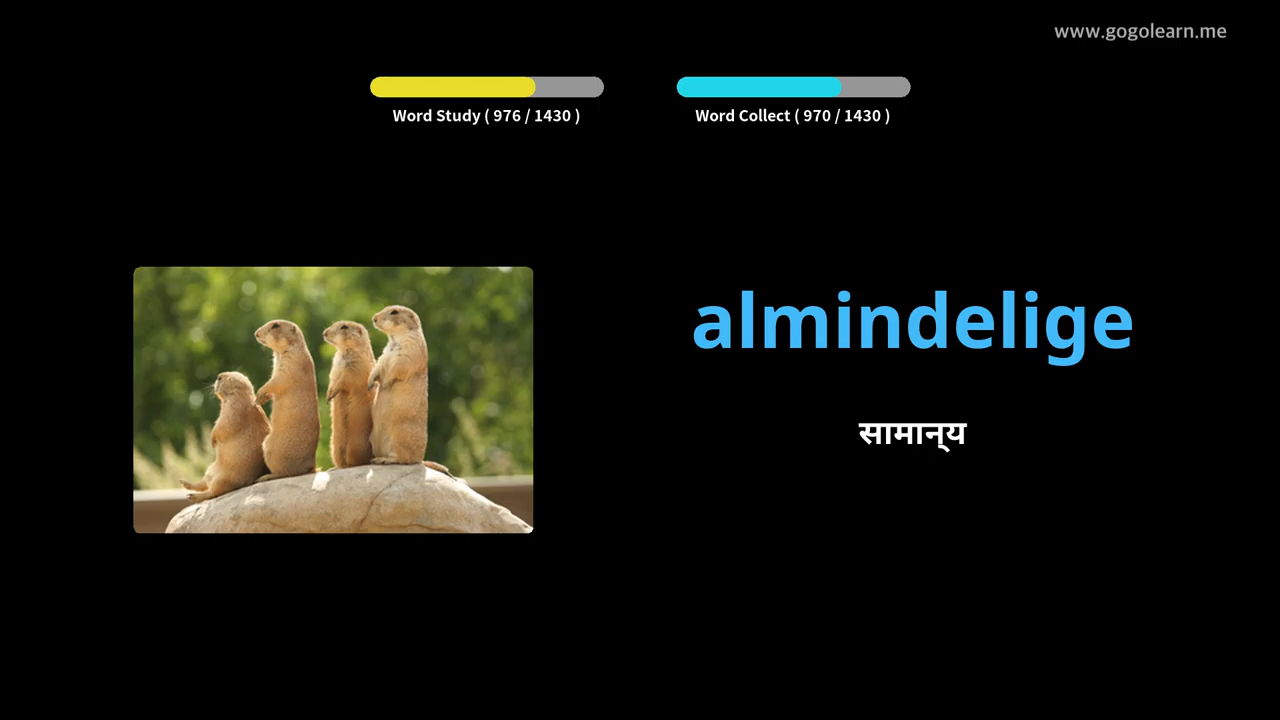 www.gogolearn.me
Word Study ( 976 / 1430 )
Word Collect ( 970 / 1430 )
almindelige
सामान्य